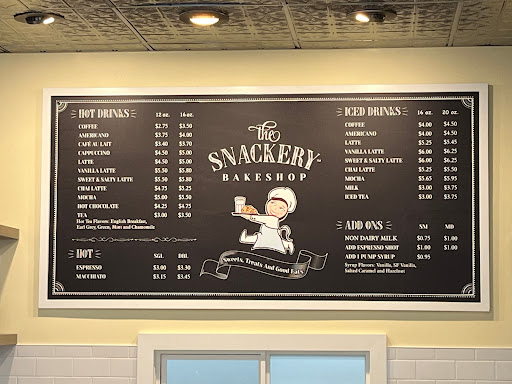 HOT DRINKS 12 oz. 16 oz.
COFFEE $2.75 $3.50
AMERICANO $3.75 $4.00
CAFÉ AU LAIT $3.40 $3.70
CAPPUCCINO $4.50 $5.00
LATTE $4.50 $5.00
VANILLA LATTE $5.50 $5.80
SWEET & SALTY LATTE $5.50 $5.80
CHAI LATTE $4.75 $5.25
MOCHA $5.00 $5.50
HOT CHOCOLATE $4.25 $4.75
TEA $3.00 $3.50
Hot Tea Flavors: English Breakfast,
Earl Grey, Green, Mint and Chamomile
HOT SGL DBL
ESPRESSO $3.00 $3.30
MACCHIATO $3.15 $3.45
the
SNACKERY
BAKESHOP
Sweets, Treats And Good Eats
ICED DRINKS 16 oz. 20 oz.
COFFEE $4.00 $4.50
AMERICANO $4.00 $4.50
LATTE $5.25 $5.45
VANILLA LATTE $6.00 $6.25
SWEET & SALTY LATTE $6.00 $6.25
CHAI LATTE $5.25 $5.50
MOCHA $5.65 $5.95
MILK $3.00 $3.75
ICED TEA $3.00 $3.75
ADD ONS SM MD
NON DAIRY MILK $0.75 $1.00
ADD ESPRESSO SHOT $1.00 $1.00
ADD 1 PUMP SYRUP $0.95
Syrup Flavors: Vanilla, SF Vanilla,
Salted Caramel and Hazelnut